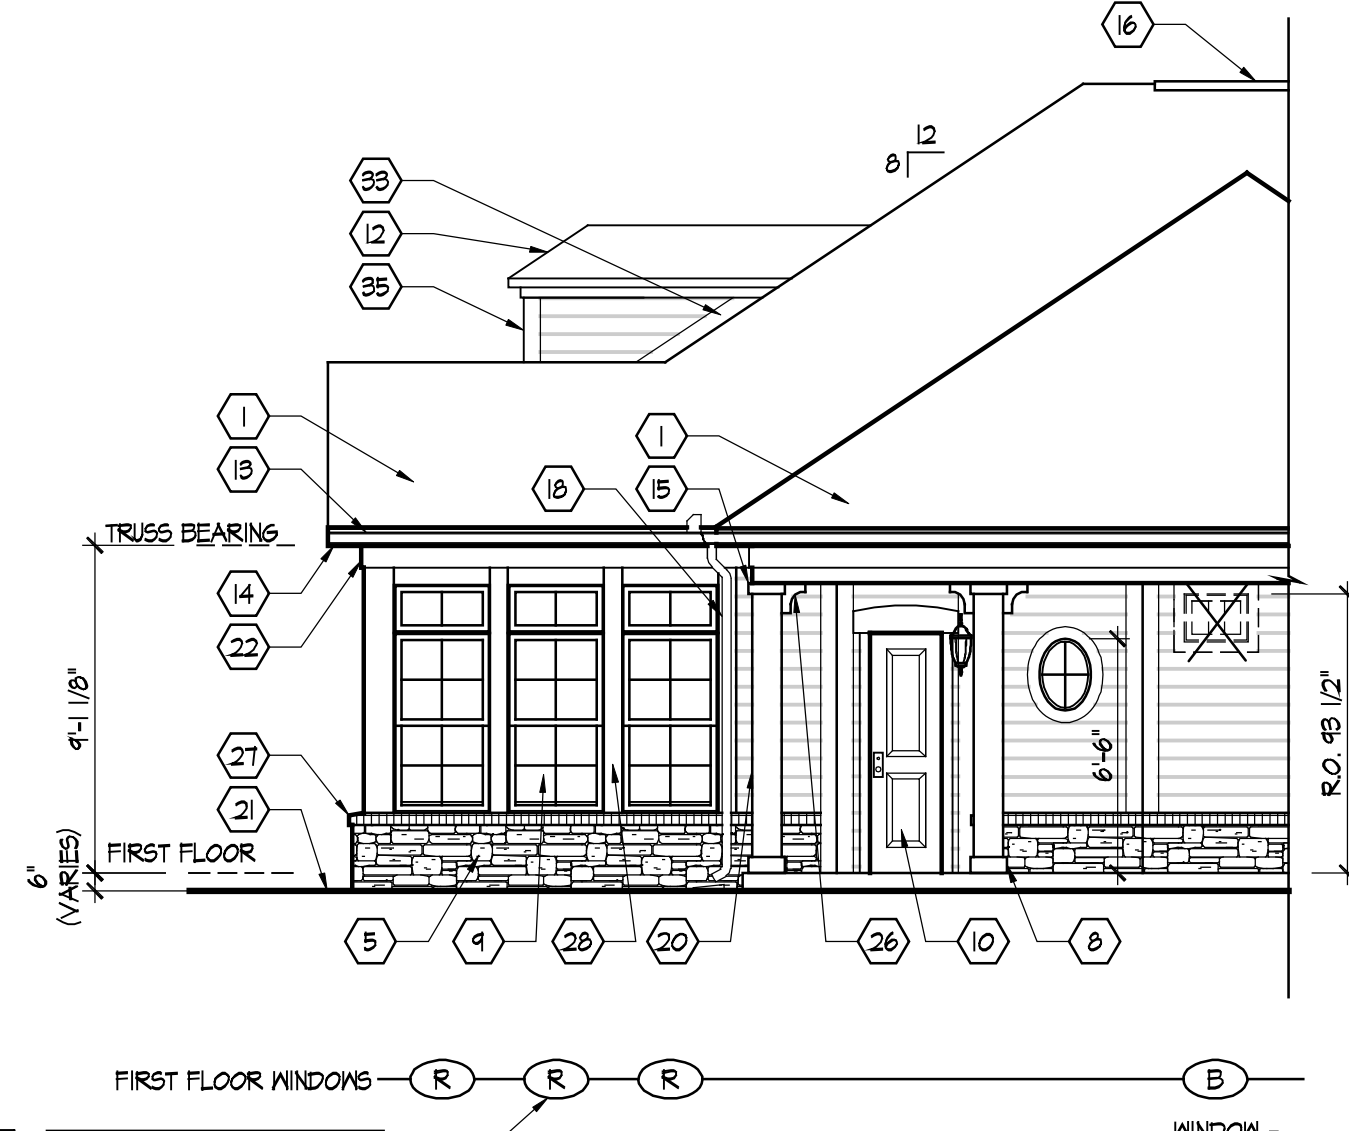 16
12
8
33
12
35
1
13
1
18
15
TRUSS BEARING
14
22
9'-1 1/8"
R.O. 93 1/2"
6'-6"
27
21
FIRST FLOOR
6"
(VARIES)
5
9
28
20
26
10
8
FIRST FLOOR WINDOWS
R
R
R
B
WINDOW